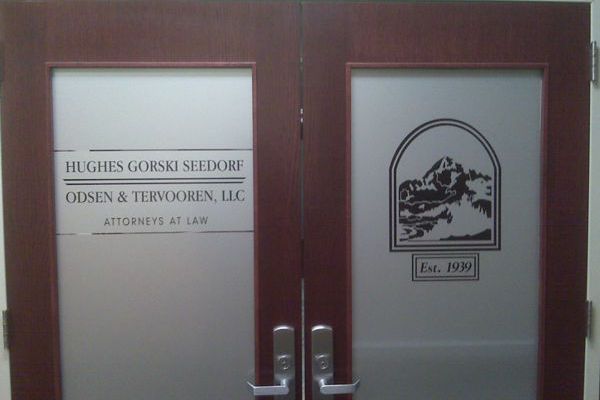 HUGHES GORSKI SEEDORF
ODSEN & TERVOOREN, LLC
ATTORNEYS AT LAW
Est. 1939